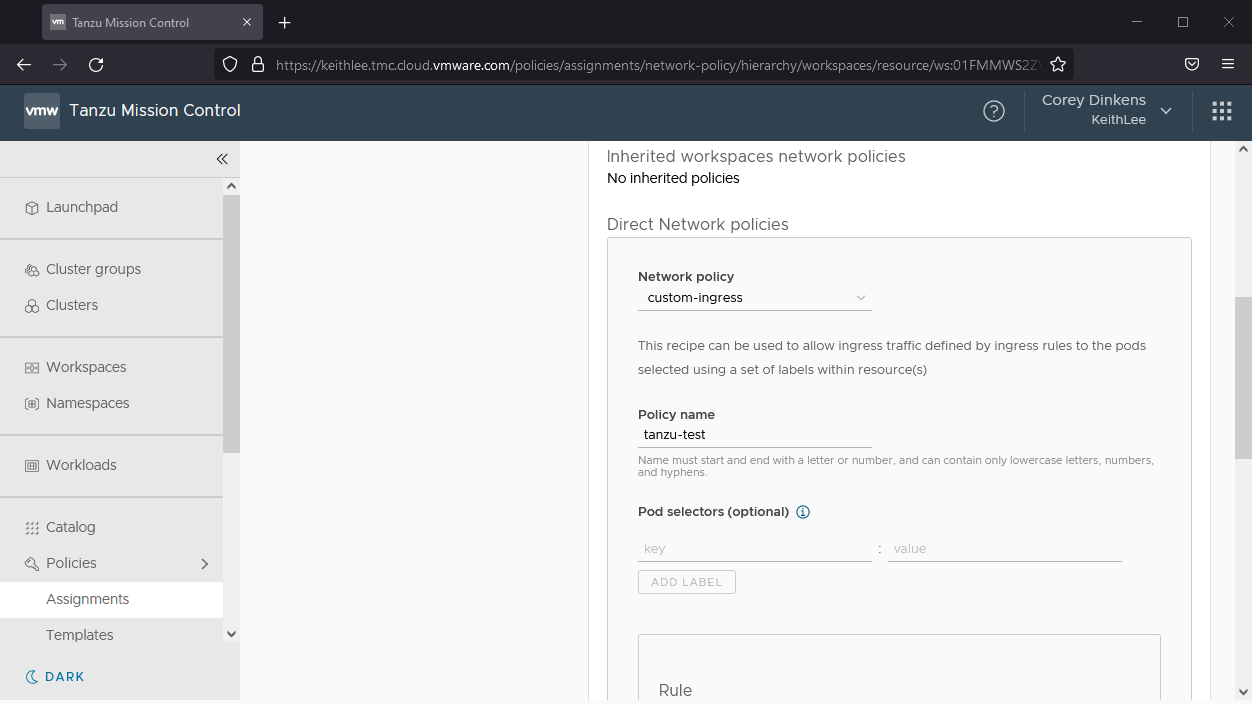 vm Tanzu Mission Control
https://keithlee.tmc.cloud.vmware.com/policies/assignments/network-policy/hierarchy/workspaces/resource/ws:01FMMWS2Z
vmw Tanzu Mission Control
Corey Dinkens
KeithLee
Launchpad
Cluster groups
Clusters
Workspaces
Namespaces
Workloads
Catalog
Policies
Assignments
Templates
DARK
Inherited workspaces network policies
No inherited policies
Direct Network policies
Network policy
custom-ingress
This recipe can be used to allow ingress traffic defined by ingress rules to the pods
selected using a set of labels within resource(s)
Policy name
tanzu-test
Name must start and end with a letter or number, and can contain only lowercase letters, numbers,
and hyphens.
Pod selectors (optional)
key : value
ADD LABEL
Rule